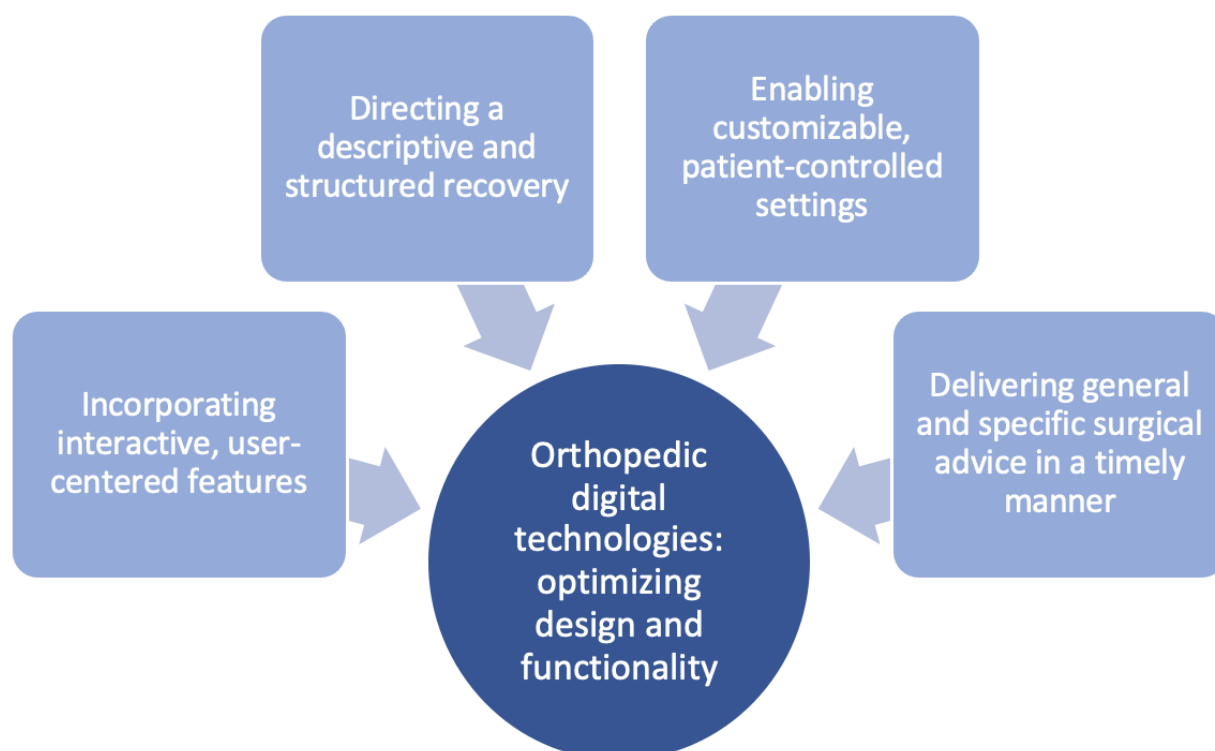 Directing a
descriptive and
structured recovery
Enabling
customizable,
patient-controlled
settings
Incorporating
interactive, user-
centered features
Delivering general
and specific surgical
advice in a timely
manner
Orthopedic
digital
technologies:
optimizing
design and
functionality